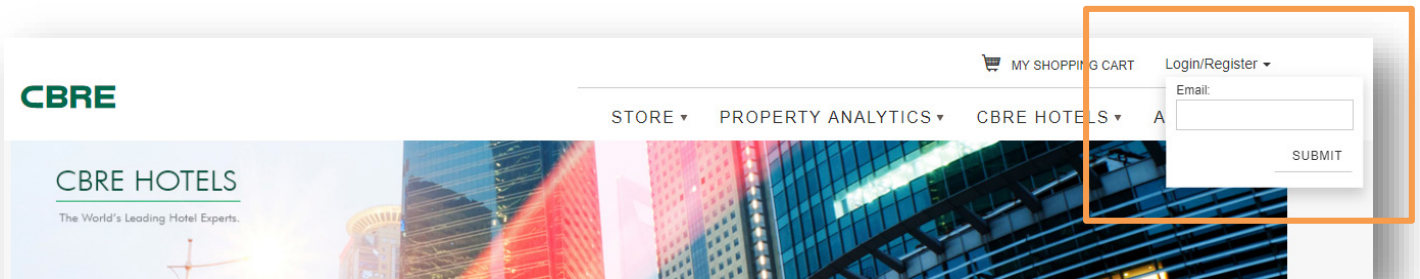 MY SHOPPING CART Login/Register
CBRE
Email:
STORE PROPERTY ANALYTICS CBRE HOTELS A
SUBMIT
CBRE HOTELS
The World's Leading Hotel Experts.